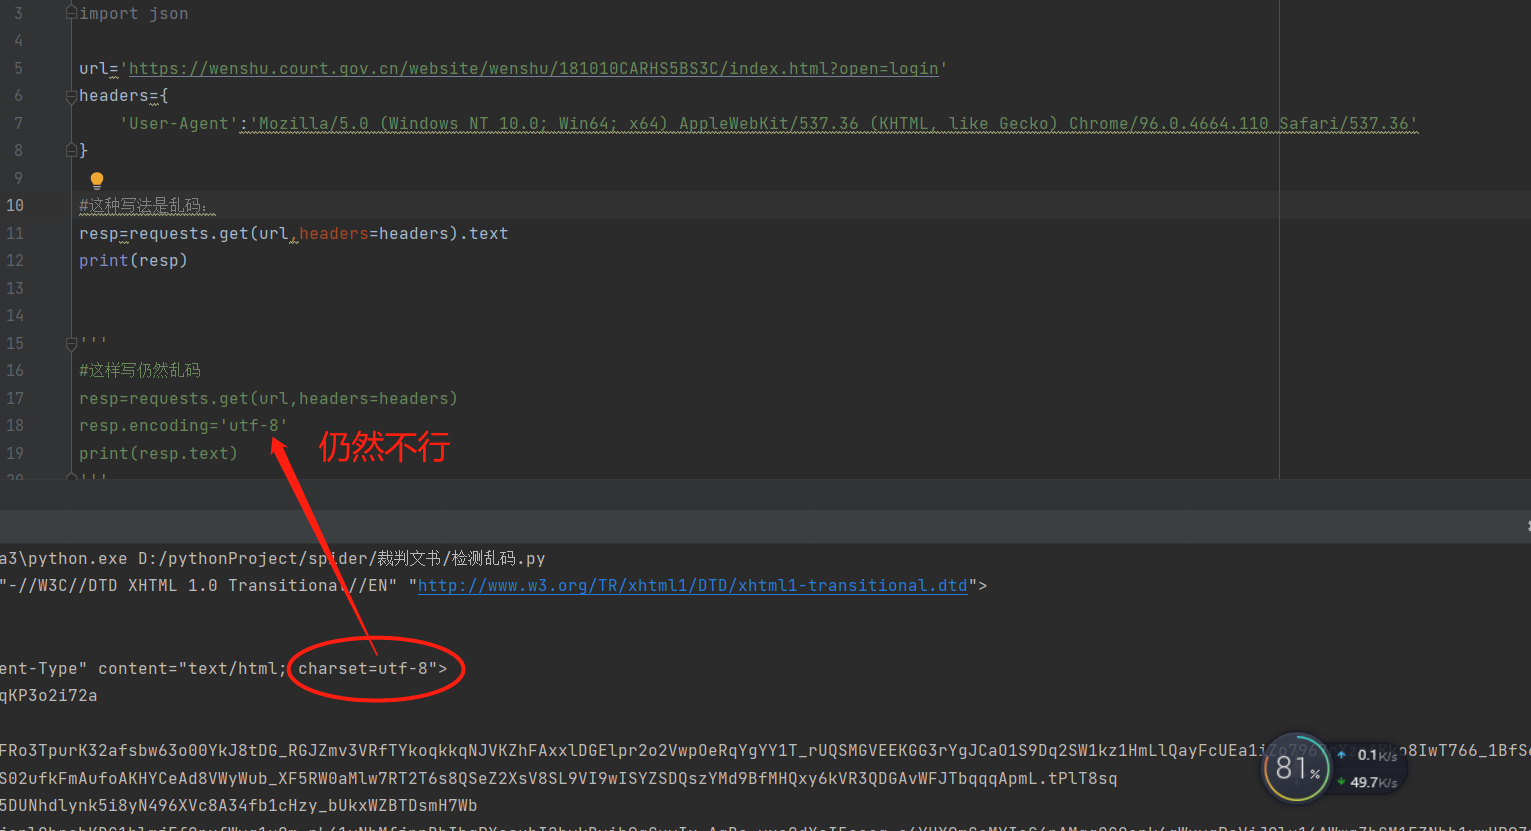 3 import json
4
5 url='https://wenshu.court.gov.cn/website/wenshu/181010CARHS5BS3C/index.html?open=login'
6 headers={
7 'User-Agent':'Mozilla/5.0 (Windows NT 10.0; Win64; x64) AppleWebKit/537.36 (KHTML, like Gecko) Chrome/96.0.4664.110 Safari/537.36'
8 }
9
10 #这种写法是乱码：
11 resp=requests.get(url,headers=headers).text
12 print(resp)
13
14
15 '''
16 #这样写仍然乱码
17 resp=requests.get(url,headers=headers)
18 resp.encoding='utf-8'
仍然不行
19 print(resp.text)
20 '''
a3\python.exe D:/pythonProject/spider/裁判文书/检测乱码.py
"-//W3C//DTD XHTML 1.0 Transitional//EN" "http://www.w3.org/TR/xhtml1/DTD/xhtml1-transitional.dtd">
ent-Type" content="text/html; charset=utf-8">
qKP3o2i72a
FRo3TpurK32afsbw63o00YkJ8tDG_RGJZmv3VRfTYkoqkkqNJVKZhFAxxlDGElpr2o2VwpOeRqYgYY1T_rUQSMGVEEKGG3rYgJCaO1S9Dq2SW1kz1HmLlQayFcUEa1i
S02ufkFmAufoAKHYCeAd8VWyWub_XF5RW0aMlw7RT2T6s8QSeZ2XsV8SL9VI9wISYZSDQszYMd9BfMHQxy6kVR3QDGAvWFJTbqqqApmL.tPlT8sq
5DUNhdlynk5i8yN496XVc8A34fb1cHzy_bUkxWZBTDsmH7Wb
81%
0.1K/s
49.7K/s